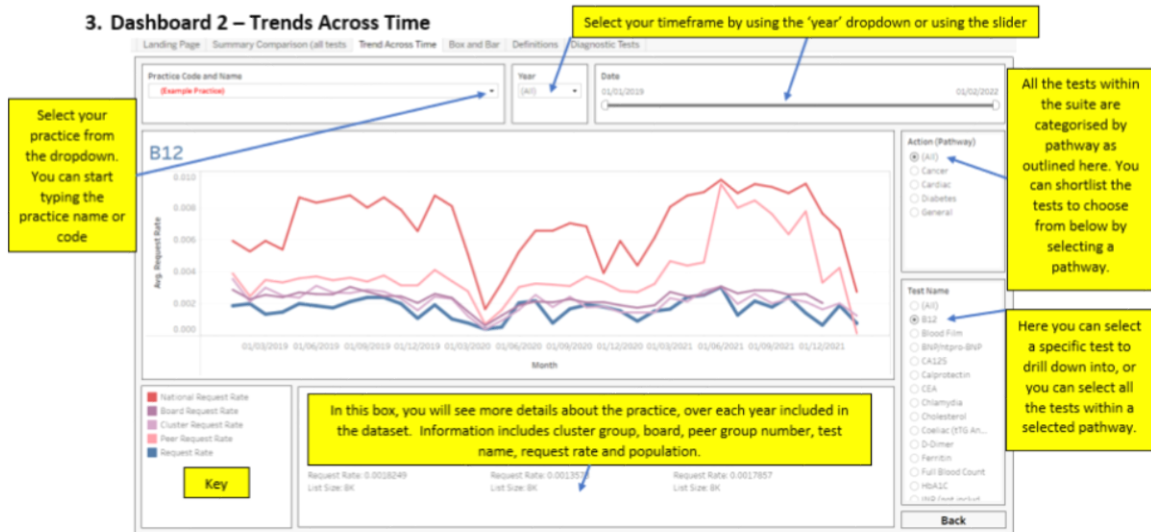 3. Dashboard 2 – Trends Across Time
Select your timeframe by using the 'year' dropdown or using the slider
Landing Page
Summary Comparison (all tests
Trend Across Time
Box and Bar
Definitions
Diagnostic Tests
Practice Code and Name
(Example Practice)
Year
(All)
Date
01/01/2019
01/02/2022
Select your
practice from
the dropdown.
You can start
typing the
practice name or
code
All the tests within
the suite are
categorised by
pathway as
outlined here. You
can shortlist the
tests to choose
from below by
selecting a
pathway.
B12
Avg. Request Rate
0.010
0.008
0.006
0.004
0.002
0.000
01/03/2019 01/06/2019 01/09/2019 01/12/2019 01/03/2020 01/06/2020 01/09/2020 01/12/2020 01/03/2021 01/06/2021 01/09/2021 01/12/2021
Month
Action (Pathway)
(All)
Cancer
Cardiac
Diabetes
General
Test Name
(All)
B12
Blood Film
BNP/ntpro-BNP
CA125
Calprotectin
CEA
Chlamydia
Cholesterol
Coeliac (tTG An...
D-Dimer
Ferritin
Full Blood Count
HbA1C
Here you can select
a specific test to
drill down into, or
you can select all
the tests within a
selected pathway.
National Request Rate
Board Request Rate
Cluster Request Rate
Peer Request Rate
Request Rate
Key
In this box, you will see more details about the practice, over each year included in
the dataset. Information includes cluster group, board, peer group number, test
name, request rate and population.
Request Rate: 0.0016249
List Size: 8K
Request Rate:
List Size: 8K
Request Rate: 0.0017857
List Size: 8K
Back